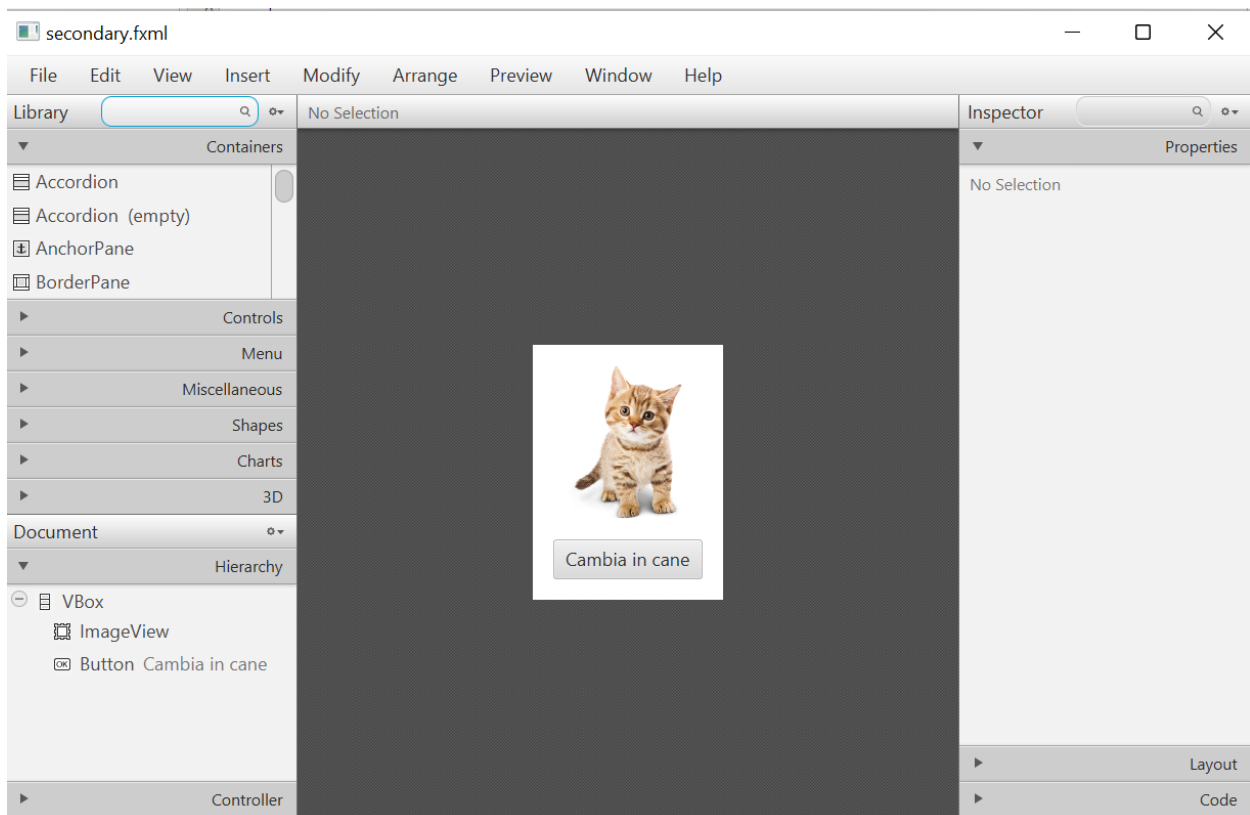 secondary.fxml
File Edit View Insert Modify Arrange Preview Window Help
Library
No Selection
Inspector
Containers
Properties
Accordion
No Selection
Accordion (empty)
AnchorPane
BorderPane
Controls
Menu
Miscellaneous
Shapes
Charts
3D
Document
Hierarchy
VBox
ImageView
OK Button Cambia in cane
Controller
Cambia in cane
Layout
Code